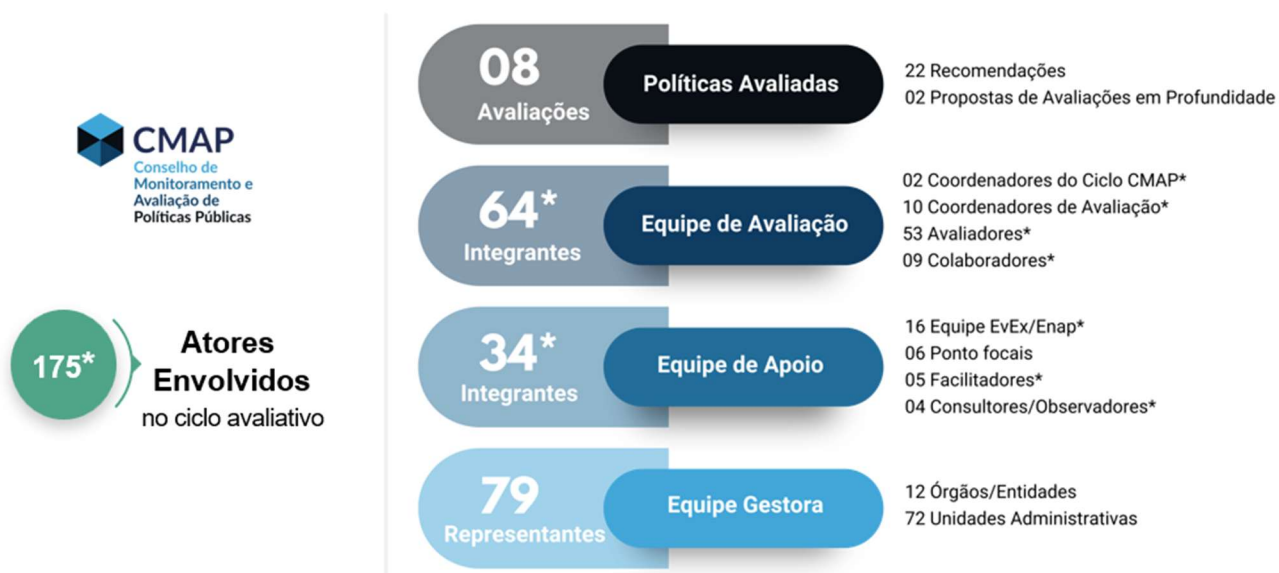 CMAP
Conselho de
Monitoramento e
Avaliação de
Políticas Públicas
175*
Atores
Envolvidos
no ciclo avaliativo
08
Avaliações
Políticas Avaliadas
22 Recomendações
02 Propostas de Avaliações em Profundidade
64*
Integrantes
Equipe de Avaliação
02 Coordenadores do Ciclo CMAP*
10 Coordenadores de Avaliação*
53 Avaliadores*
09 Colaboradores*
34*
Integrantes
Equipe de Apoio
16 Equipe EvEx/Enap*
06 Ponto focais
05 Facilitadores*
04 Consultores/Observadores*
79
Representantes
Equipe Gestora
12 Órgãos/Entidades
72 Unidades Administrativas